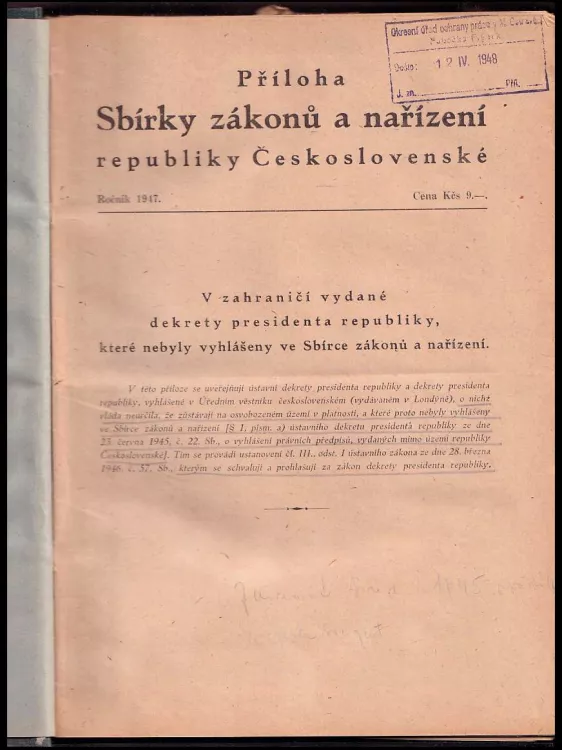 Okresní úřad ochrany práce
Došlo: 12 IV. 1948
J. zn. Příl.
Příloha
Sbírky zákonů a nařízení
republiky Československé
Ročník 1947. Cena Kčs 9.—.
V zahraničí vydané
dekrety presidenta republiky,
které nebyly vyhlášeny ve Sbírce zákonů a nařízení.
V této příloze se uveřejňují ústavní dekrety presidenta republiky a dekrety presidenta
republiky, vyhlášené v Úředním věstníku československém (vydávaném v Londýně), o nichž
vláda neurčila, že zůstávají na osvobozeném území v platnosti, a které proto nebyly vyhlášeny
ve Sbírce zákonů a nařízení [§ 1, písm. a) ústavního dekretu presidenta republiky ze dne
23. června 1945, č. 22. Sb., o vyhlášení právních předpisů, vydaných mimo území republiky
Československé]. Tím se provádí ustanovení čl. III., odst. 1 ústavního zákona ze dne 28. března
1946, č. 57. Sb., kterým se schvalují a prohlašují za zákon dekrety presidenta republiky.
1945